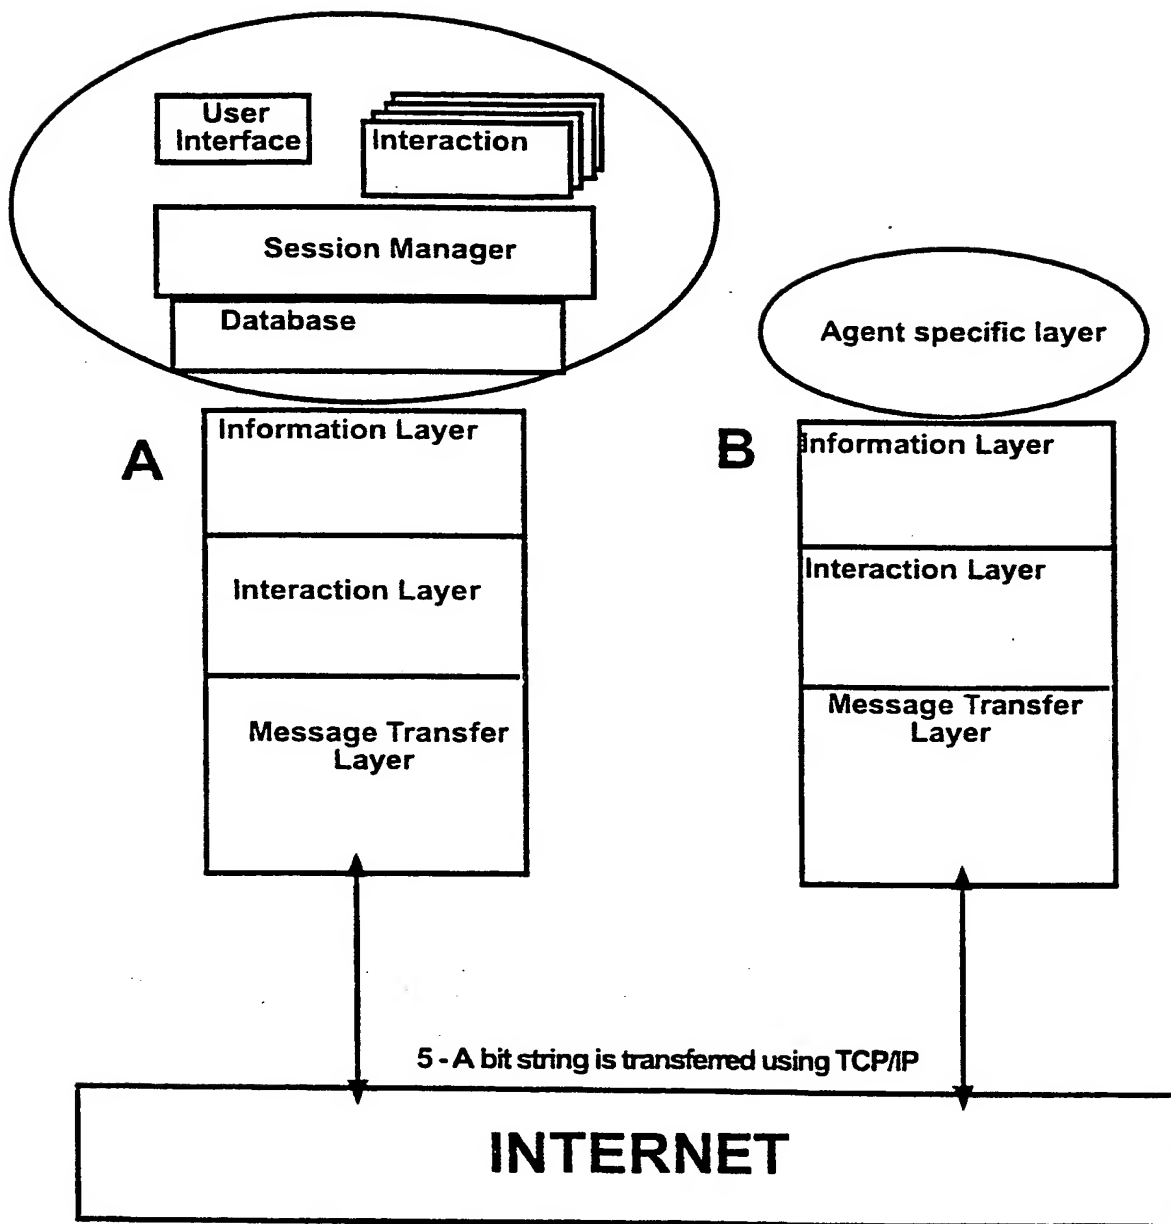 User
Interface
Interaction
Session Manager
Database
Agent specific layer
A
Information Layer
Interaction Layer
Message Transfer
Layer
B
Information Layer
Interaction Layer
Message Transfer
Layer
5 - A bit string is transferred using TCP/IP
INTERNET